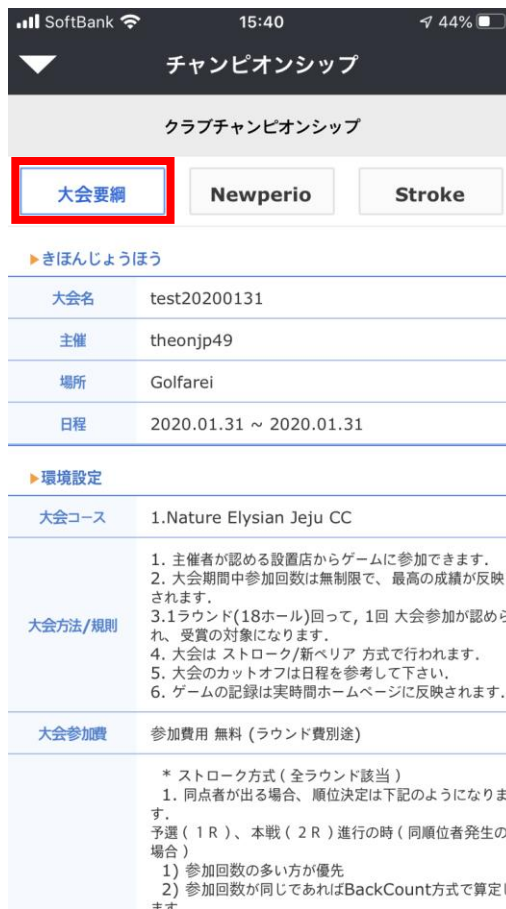 SoftBank 15:40 44%
チャンピオンシップ
クラブチャンピオンシップ
大会要綱 Newperio Stroke
きほんじょうほう
大会名 test20200131
主催 theonjp49
場所 Golfarei
日程 2020.01.31 ~ 2020.01.31
環境設定
大会コース 1.Nature Elysian Jeju CC
大会方法/規則
1. 主催者が認める設置店からゲームに参加できます.
2. 大会期間中参加回数は無制限で、最高の成績が反映
されます.
3.1ラウンド(18ホール)回って, 1回 大会参加が認めら
れ、受賞の対象になります.
4. 大会は ストローク/新ペリア 方式で行われます.
5. 大会のカットオフは日程を参考して下さい.
6. ゲームの記録は実時間ホームページに反映されます.
大会参加費 参加費用 無料 (ラウンド費別途)
* ストローク方式 ( 全ラウンド該当 )
1. 同点者が出る場合、順位決定は下記のようになりま
す.
予選 ( 1 R ) 、本戦 ( 2 R ) 進行の時 ( 同順位者発生の
場合 )
1) 参加回数の多い方が優先
2) 参加回数が同じであればBackCount方式で算定し
ます